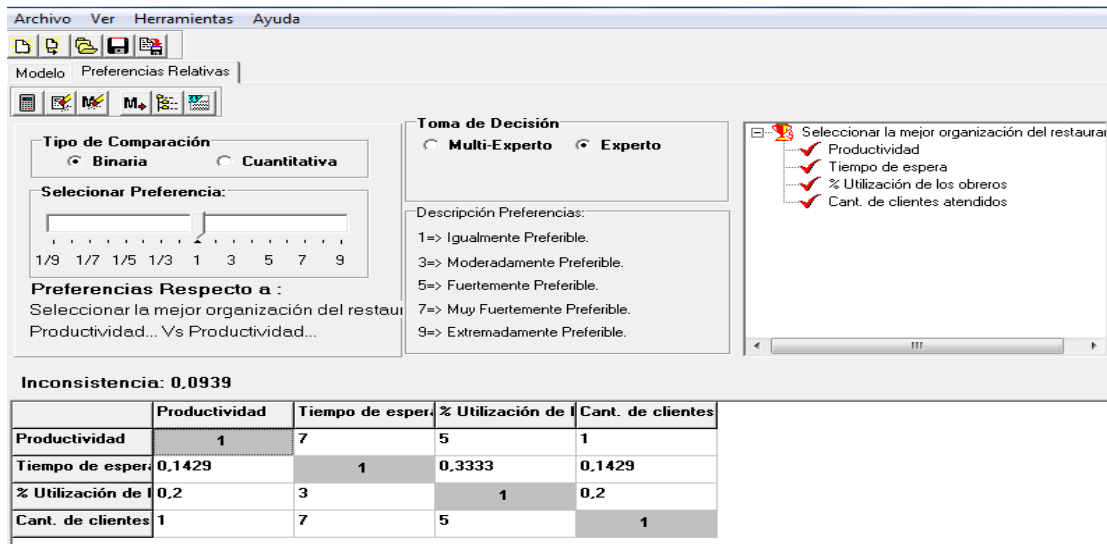 Archivo Ver Herramientas Ayuda
Modelo Preferencias Relativas
Tipo de Comparación
Binaria Cuantitativa
Selecionar Preferencia:
1/9 1/7 1/5 1/3 1 3 5 7 9
Preferencias Respecto a :
Seleccionar la mejor organización del restaur
Productividad... Vs Productividad...
Toma de Decisión
Multi-Experto Experto
Descripción Preferencias:
1=> Igualmente Preferible.
3=> Moderadamente Preferible.
5=> Fuertemente Preferible.
7=> Muy Fuertemente Preferible.
9=> Extremadamente Preferible.
Seleccionar la mejor organización del restaurar
Productividad
Tiempo de espera
% Utilización de los obreros
Cant. de clientes atendidos
Inconsistencia: 0,0939
Productividad Tiempo de espera % Utilización de l Cant. de clientes
Productividad 1 7 5 1
Tiempo de espera 0,1429 1 0,3333 0,1429
% Utilización de l 0,2 3 1 0,2
Cant. de clientes 1 7 5 1